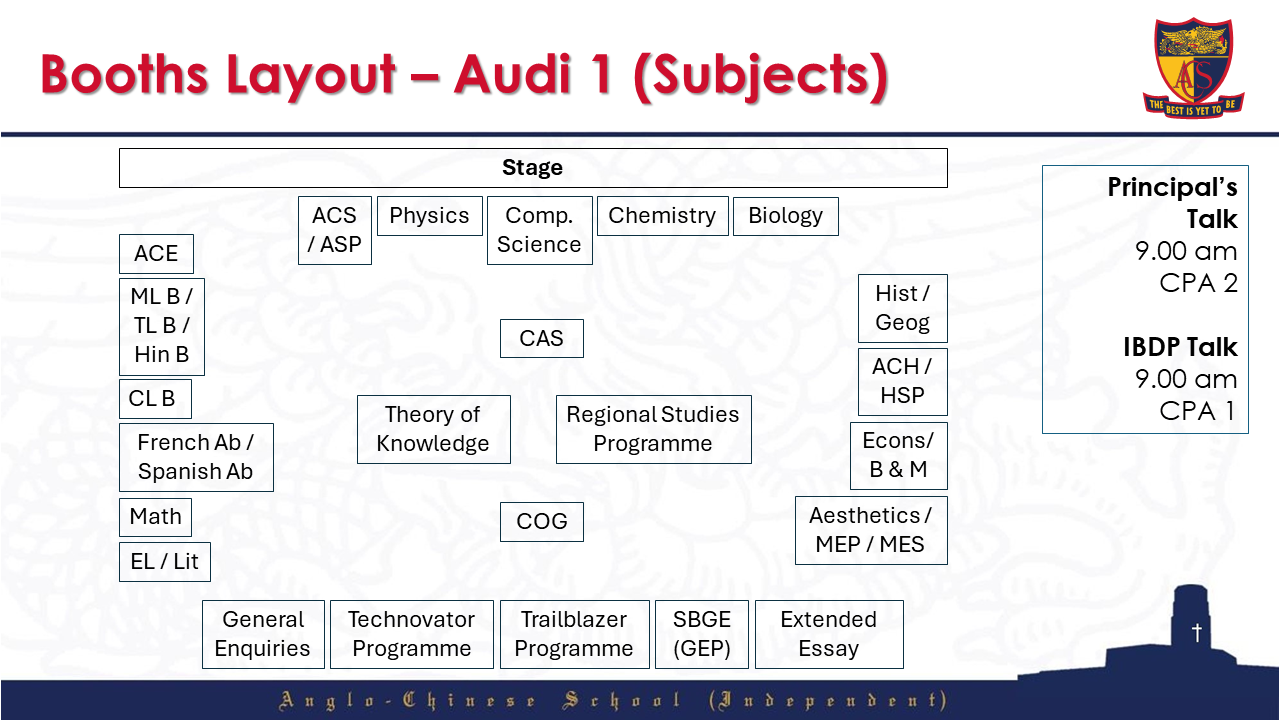 Booths Layout – Audi 1 (Subjects)
ACS
THE BEST IS YET TO BE
Stage
ACS
/ ASP
Physics
Comp.
Science
Chemistry
Biology
ACE
ML B /
TL B /
Hin B
CL B
French Ab /
Spanish Ab
Math
EL / Lit
CAS
Theory of
Knowledge
Regional Studies
Programme
COG
Hist /
Geog
ACH /
HSP
Econs/
B & M
Aesthetics /
MEP / MES
General
Enquiries
Technovator
Programme
Trailblazer
Programme
SBGE
(GEP)
Extended
Essay
Principal’s
Talk
9.00 am
CPA 2
IBDP Talk
9.00 am
CPA 1
Anglo-Chinese School (Independent)